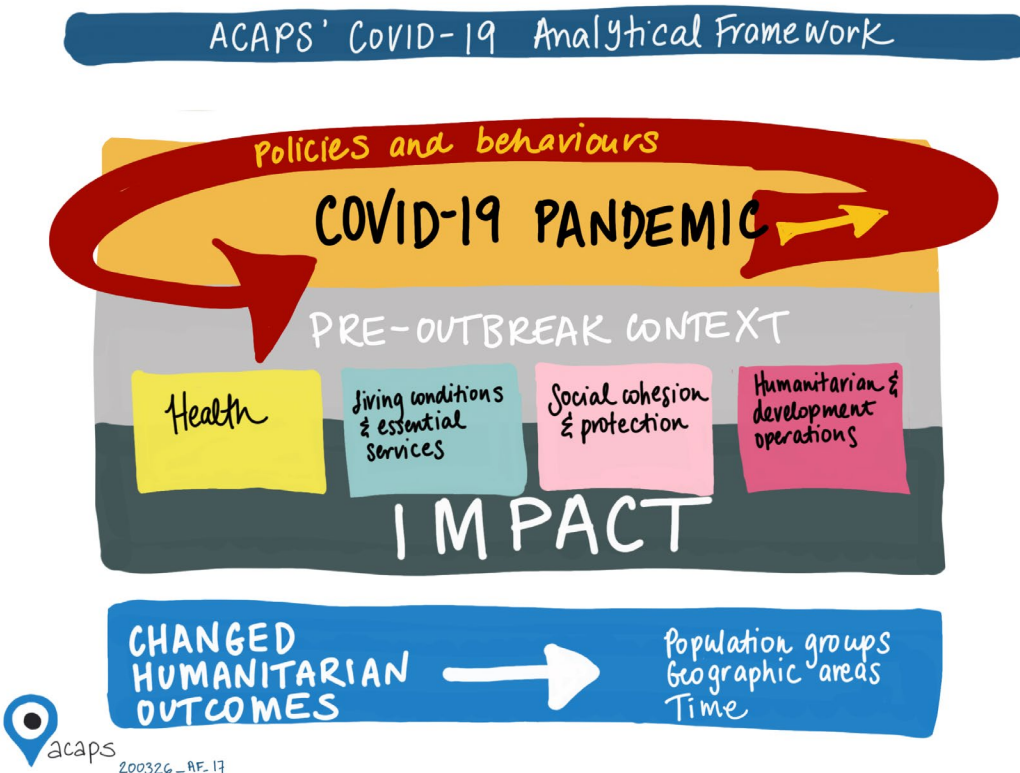 ACAPS' COVID-19 Analytical Framework
Policies and behaviours
COVID-19 PANDEMIC
PRE-OUTBREAK CONTEXT
Health
Living conditions
& essential
services
Social cohesion
& protection
Humanitarian &
development
operations
IMPACT
CHANGED
HUMANITARIAN
OUTCOMES
Population groups
Geographic areas
Time
acaps
200326_AF_17